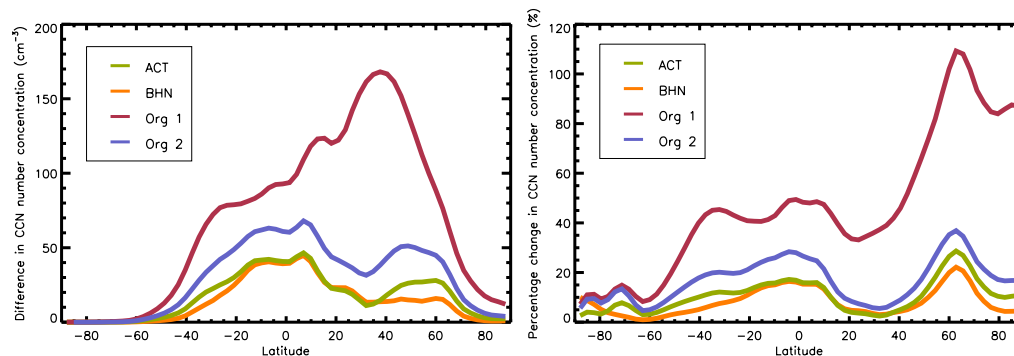 Difference in CCN number concentration (cm⁻³)
200
150
100
50
0
ACT
BHN
Org 1
Org 2
-80 -60 -40 -20 0 20 40 60 80
Latitude
Percentage change in CCN number concentration (%)
120
100
80
60
40
20
0
ACT
BHN
Org 1
Org 2
-80 -60 -40 -20 0 20 40 60 80
Latitude